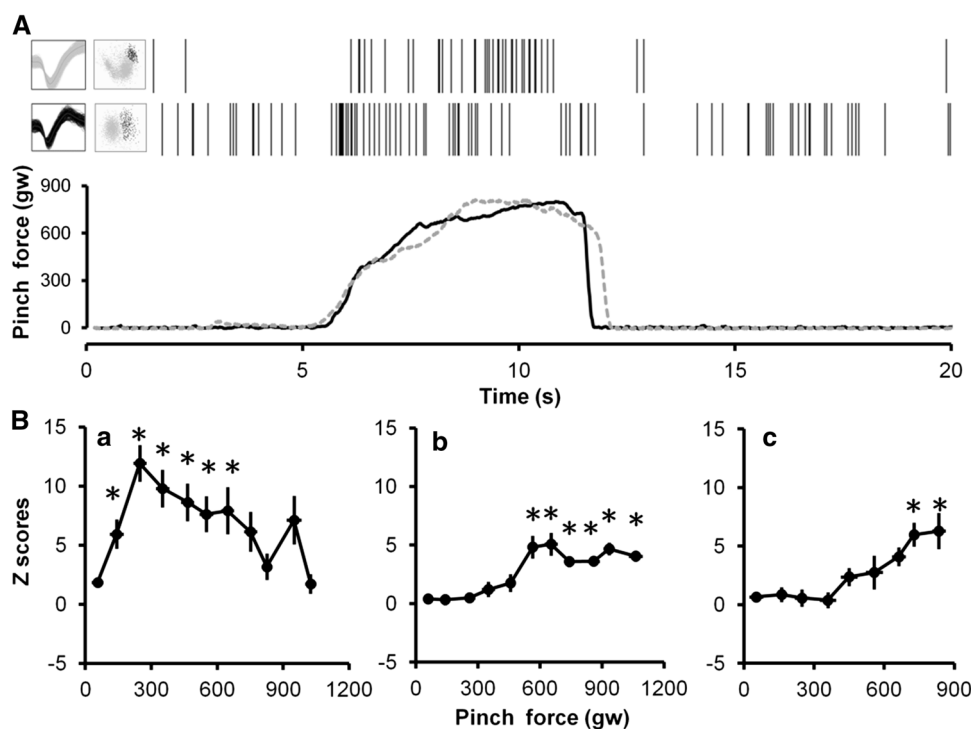 A
Pinch force (gw)
900
600
300
0
0 5 10 15 20
Time (s)
B
Z scores
a
15
10
5
0
-5
* * * * * *
0 300 600 900 1200
b
15
10
5
0
-5
* * * * * *
0 300 600 900 1200
c
15
10
5
0
-5
* *
0 300 600 900
Pinch force (gw)